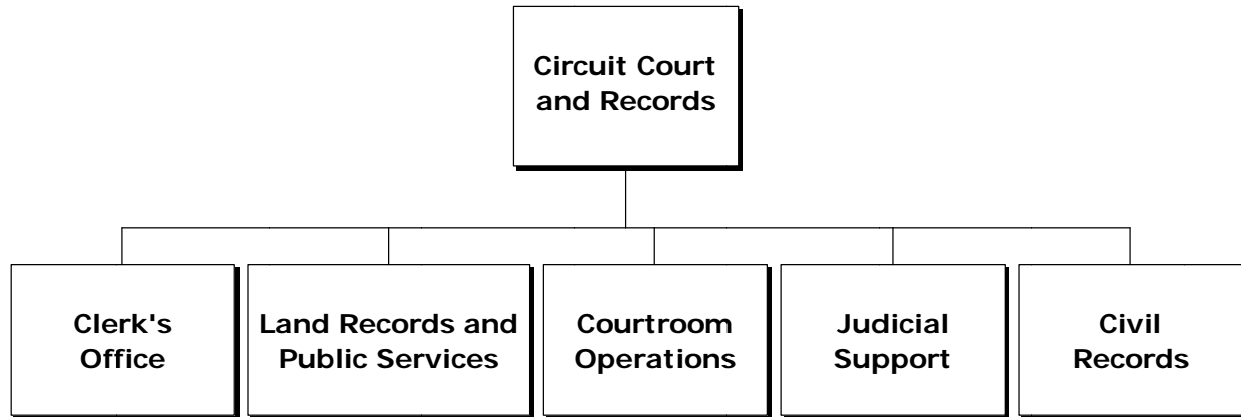 Circuit Court
and Records
Clerk's
Office
Land Records and
Public Services
Courtroom
Operations
Judicial
Support
Civil
Records